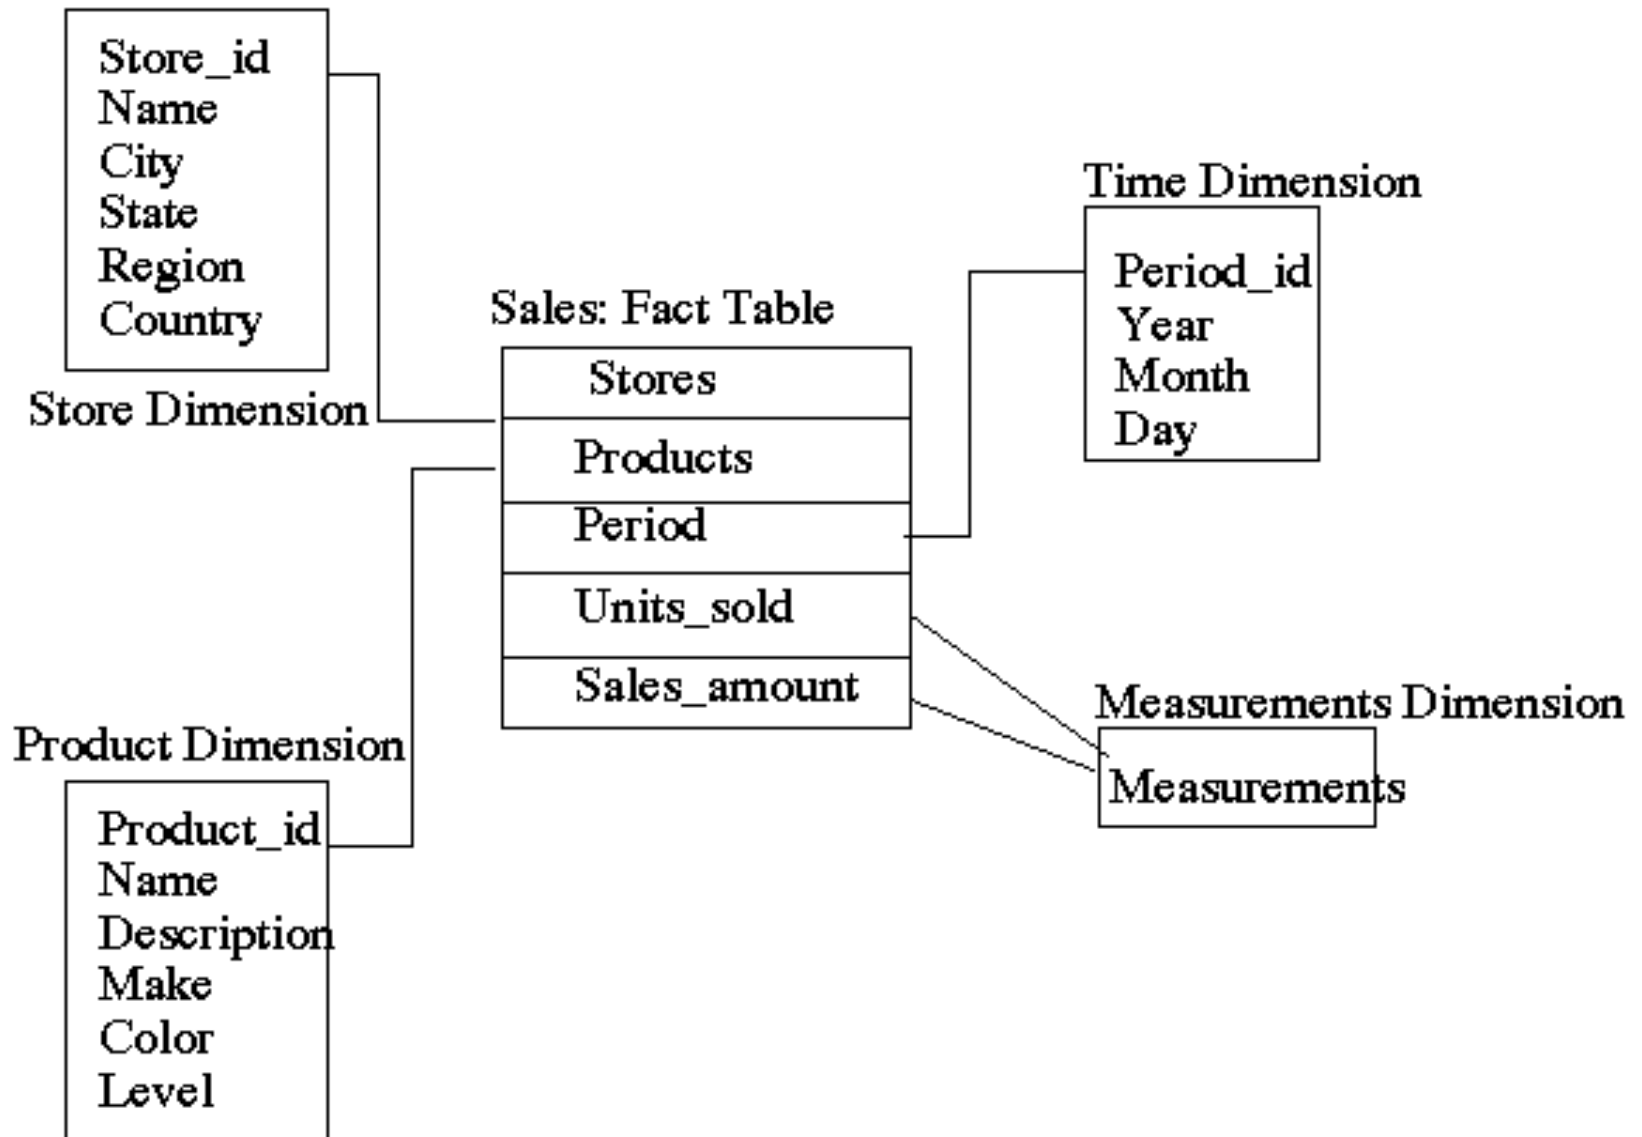 Store_id
Name
City
State
Region
Country
Store Dimension
Sales: Fact Table
Stores
Products
Period
Units_sold
Sales_amount
Time Dimension
Period_id
Year
Month
Day
Measurements Dimension
Measurements
Product Dimension
Product_id
Name
Description
Make
Color
Level